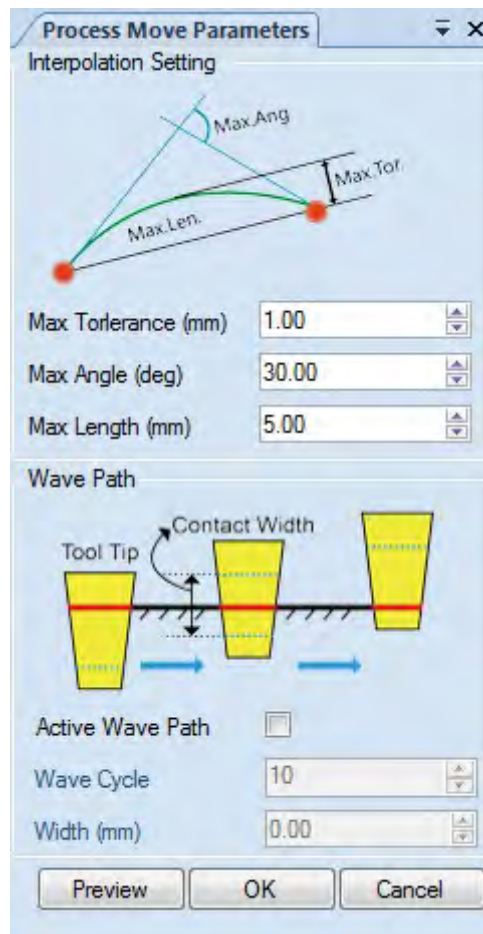 Process Move Parameters
Interpolation Setting
Max.Ang
Max.Tor.
Max.Len.
Max Torlerance (mm) 1.00
Max Angle (deg) 30.00
Max Length (mm) 5.00
Wave Path
Contact Width
Tool Tip
Active Wave Path
Wave Cycle 10
Width (mm) 0.00
Preview OK Cancel